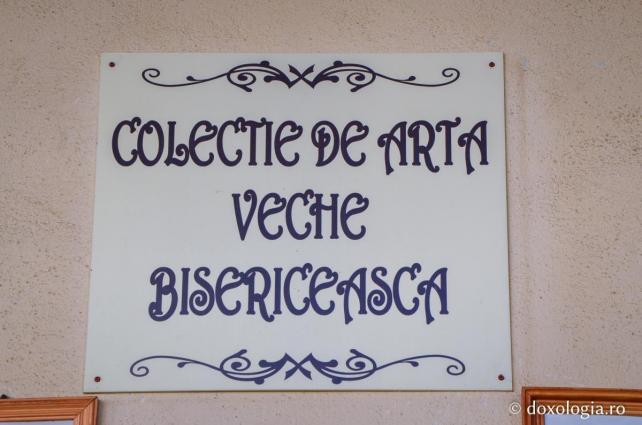 COLECTIE DE ARTA
VECHE
BISERICEASCA
© doxologia.ro